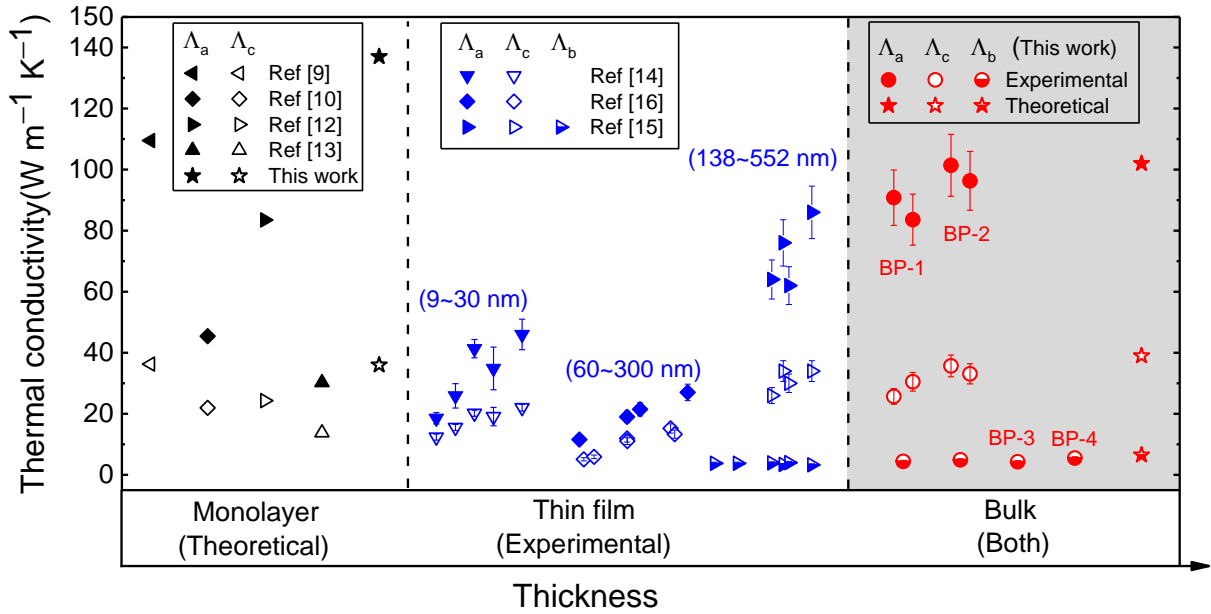 Thermal conductivity(W m⁻¹ K⁻¹)
150
140
120
100
80
60
40
20
0
Λa Λc
Ref [9]
Ref [10]
Ref [12]
Ref [13]
This work
Λa Λc Λb
Ref [14]
Ref [16]
Ref [15]
Λa Λc Λb (This work)
Experimental
Theoretical
(138~552 nm)
(9~30 nm)
(60~300 nm)
BP-1
BP-2
BP-3
BP-4
Monolayer
(Theoretical)
Thin film
(Experimental)
Bulk
(Both)
Thickness